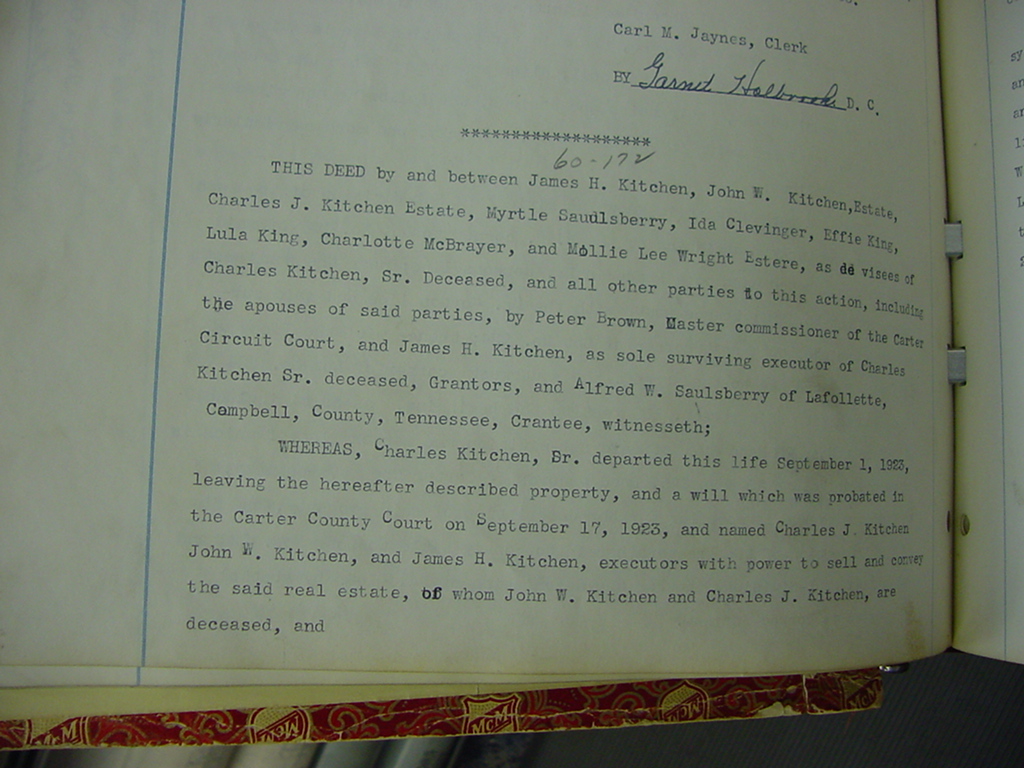 Carl M. Jaynes, Clerk
BY Garnet Holbrook D. C.
*******************
60-172
THIS DEED by and between James H. Kitchen, John W. Kitchen,Estate,
Charles J. Kitchen Estate, Myrtle Saudlsberry, Ida Clevinger, Effie King,
Lula King, Charlotte McBrayer, and Mollie Lee Wright Estere, as de visees of
Charles Kitchen, Sr. Deceased, and all other parties to this action, including
the apouses of said parties, by Peter Brown, Master commissioner of the Carter
Circuit Court, and James H. Kitchen, as sole surviving executor of Charles
Kitchen Sr. deceased, Grantors, and Alfred W. Saulsberry of Lafollette,
Campbell, County, Tennessee, Crantee, witnesseth;
WHEREAS, Charles Kitchen, Sr. departed this life September 1, 1923,
leaving the hereafter described property, and a will which was probated in
the Carter County Court on September 17, 1923, and named Charles J. Kitchen
John W. Kitchen, and James H. Kitchen, executors with power to sell and convey
the said real estate, of whom John W. Kitchen and Charles J. Kitchen, are
deceased, and
McM McM McM McM